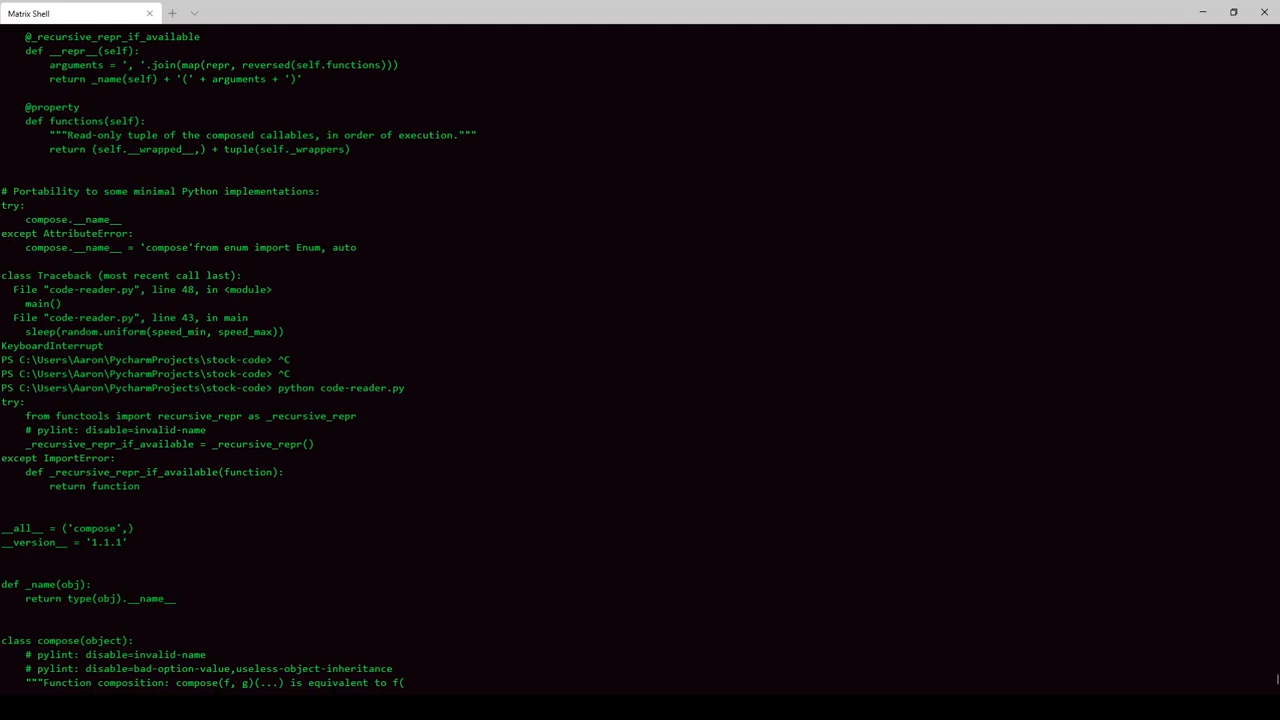 Matrix Shell
    @_recursive_repr_if_available
    def __repr__(self):
        arguments = ', '.join(map(repr, reversed(self.functions)))
        return _name(self) + '(' + arguments + ')'
    @property
    def functions(self):
        """Read-only tuple of the composed callables, in order of execution."""
        return (self.__wrapped__,) + tuple(self._wrappers)
# Portability to some minimal Python implementations:
try:
    compose.__name__
except AttributeError:
    compose.__name__ = 'compose'from enum import Enum, auto
class Traceback (most recent call last):
  File "code-reader.py", line 48, in <module>
    main()
  File "code-reader.py", line 43, in main
    sleep(random.uniform(speed_min, speed_max))
KeyboardInterrupt
PS C:\Users\Aaron\PycharmProjects\stock-code> ^C
PS C:\Users\Aaron\PycharmProjects\stock-code> ^C
PS C:\Users\Aaron\PycharmProjects\stock-code> python code-reader.py
try:
    from functools import recursive_repr as _recursive_repr
    # pylint: disable=invalid-name
    _recursive_repr_if_available = _recursive_repr()
except ImportError:
    def _recursive_repr_if_available(function):
        return function
__all__ = ('compose',)
__version__ = '1.1.1'
def _name(obj):
    return type(obj).__name__
class compose(object):
    # pylint: disable=invalid-name
    # pylint: disable=bad-option-value,useless-object-inheritance
    """Function composition: compose(f, g)(...) is equivalent to f(